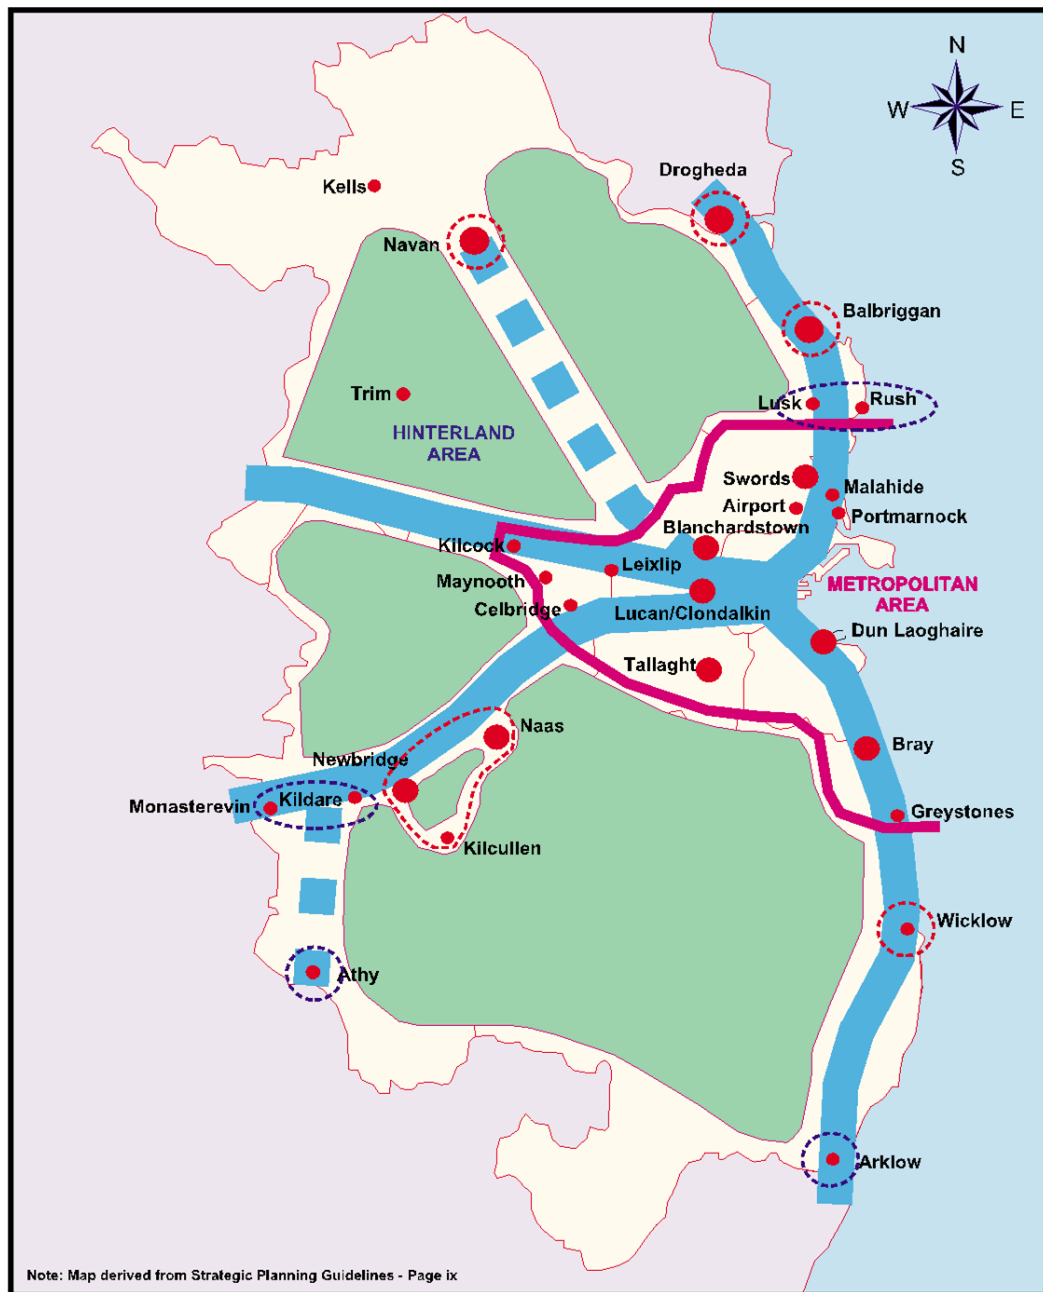 N
W
E
S
Drogheda
Kells
Navan
Balbriggan
Trim
Lusk
Rush
HINTERLAND
AREA
Swords
Malahide
Airport
Portmarnock
Blanchardstown
Kilcock
Leixlip
Maynooth
METROPOLITAN
AREA
Celbridge
Lucan/Clondalkin
Dun Laoghaire
Tallaght
Naas
Bray
Newbridge
Monasterevin
Kildare
Greystones
Kilcullen
Wicklow
Athy
Arklow
Note: Map derived from Strategic Planning Guidelines - Page ix